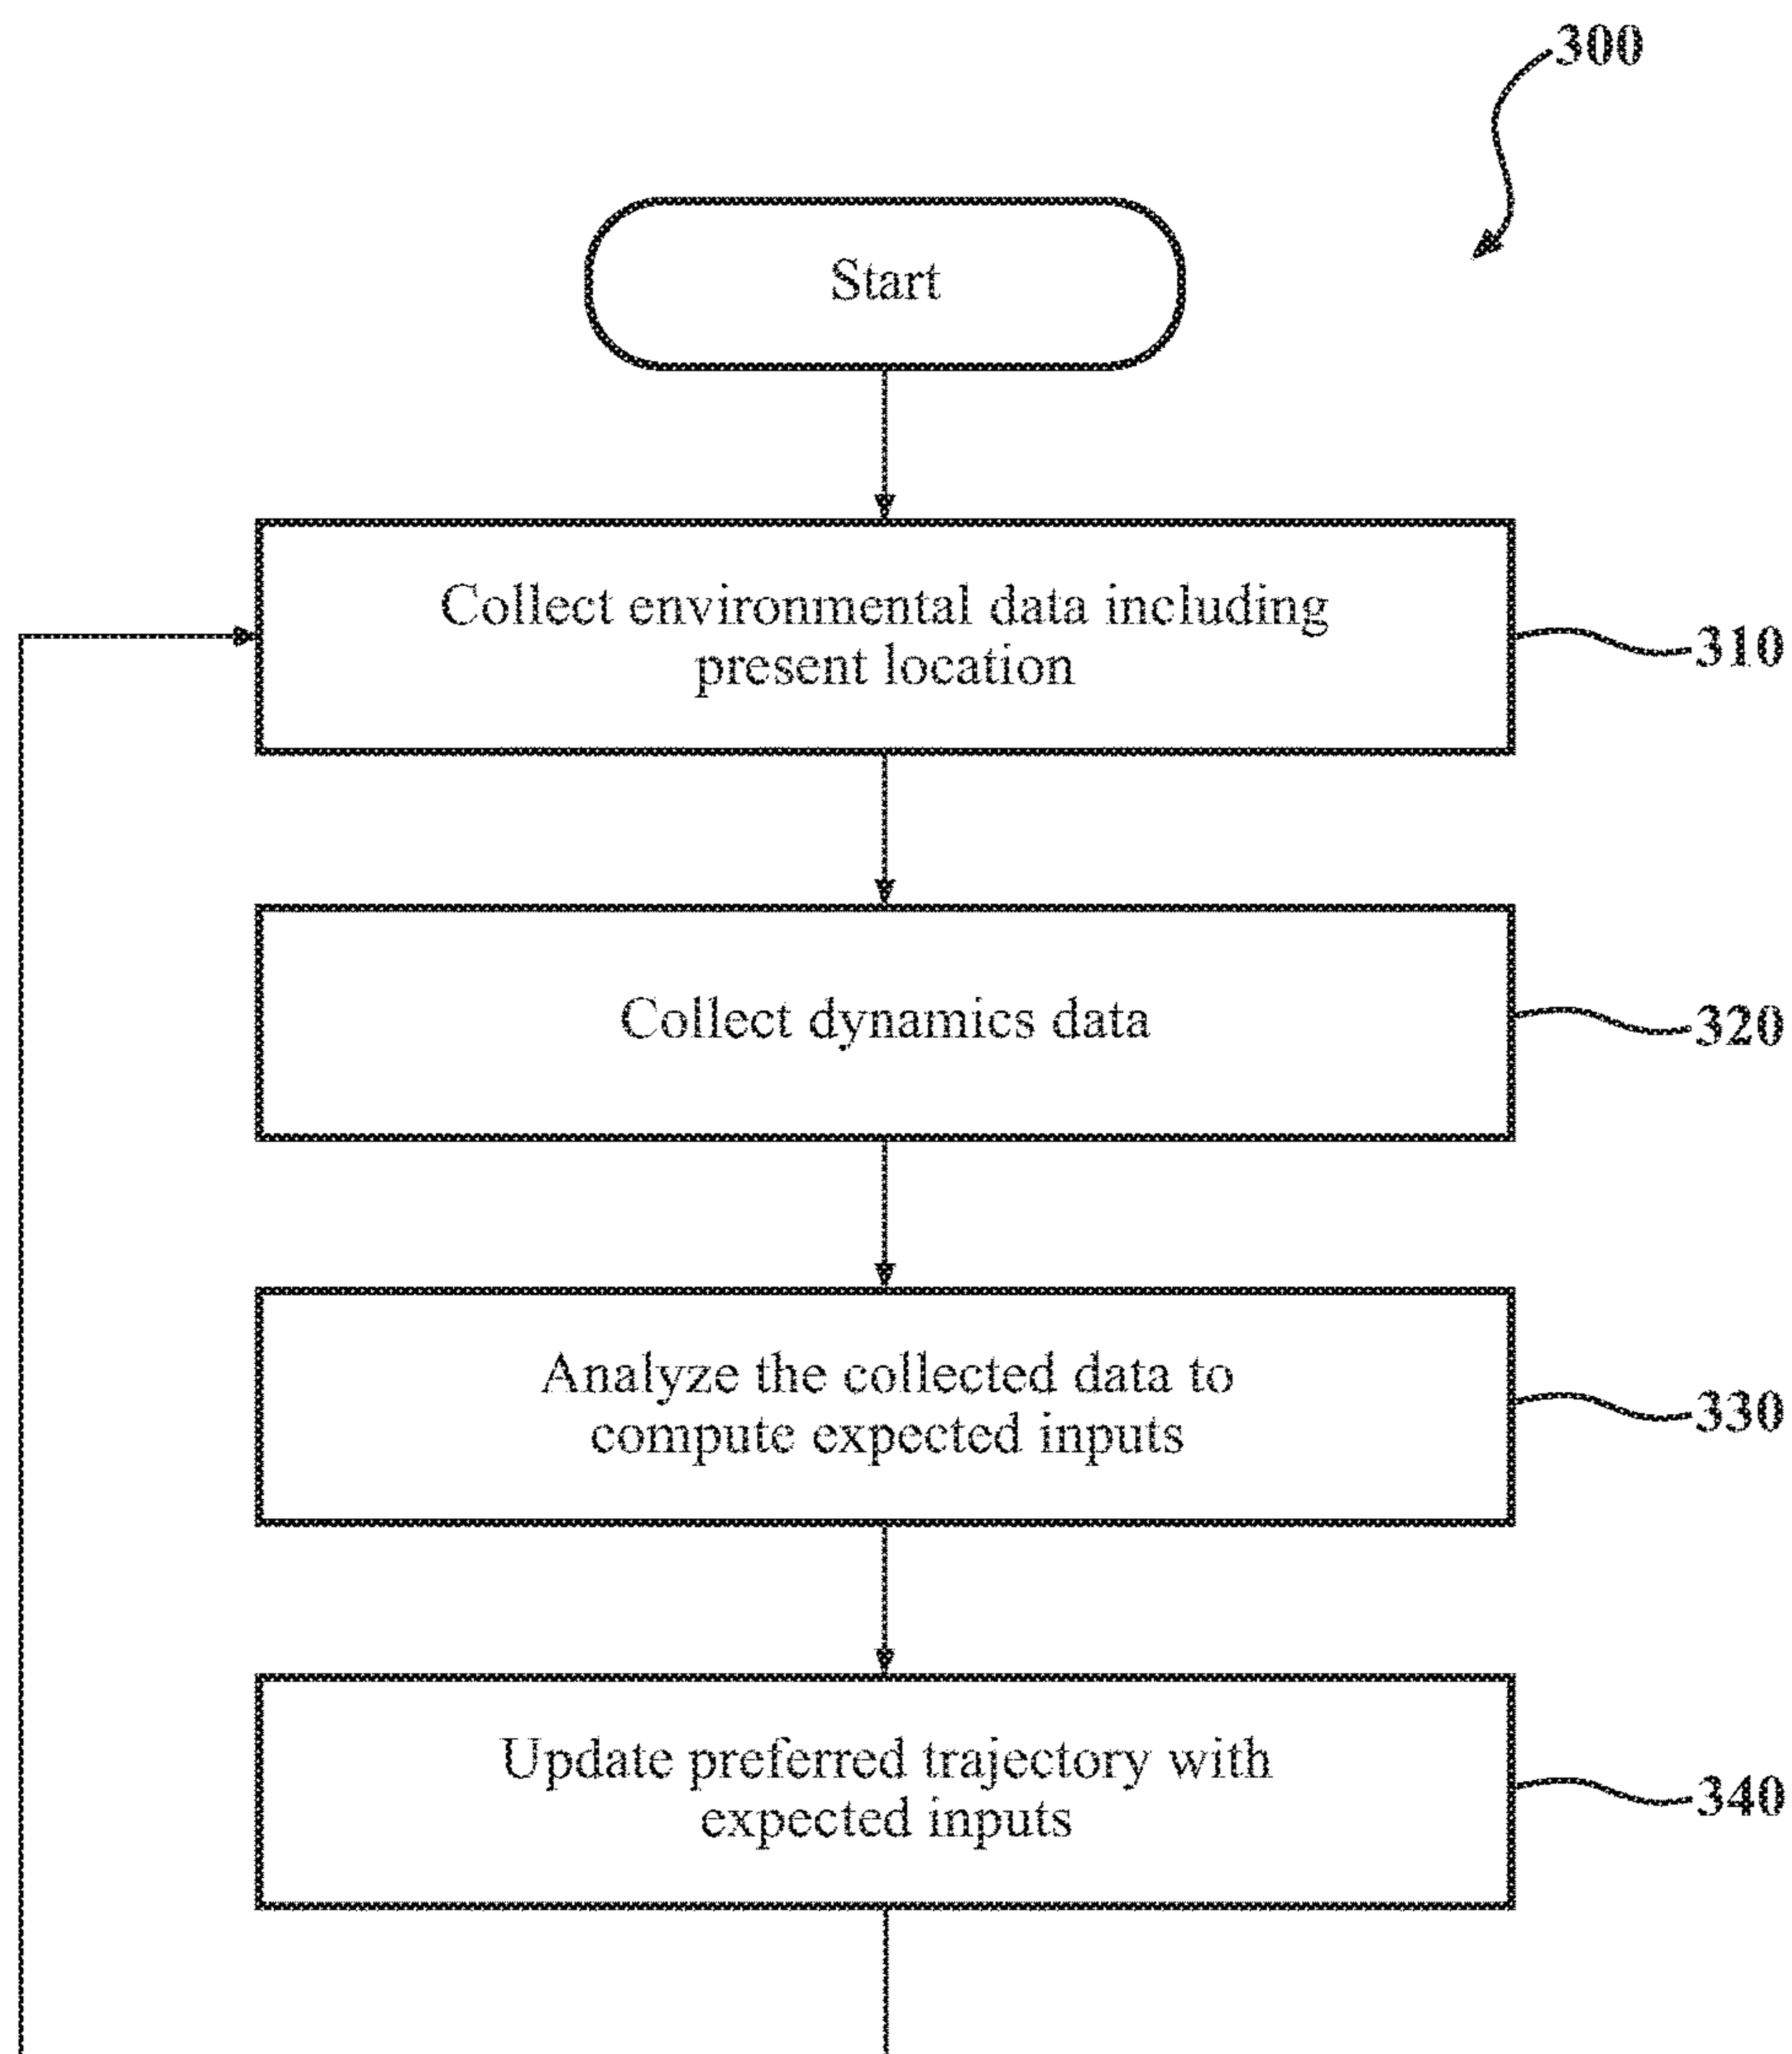 300
Start
Collect environmental data including
present location
310
Collect dynamics data
320
Analyze the collected data to
compute expected inputs
330
Update preferred trajectory with
expected inputs
340